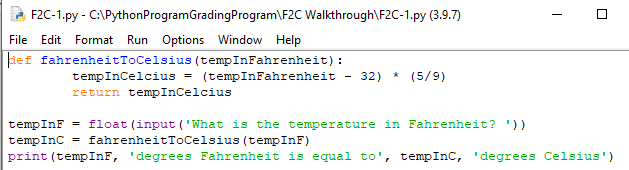 F2C-1.py - C:\PythonProgramGradingProgram\F2C Walkthrough\F2C-1.py (3.9.7)
File Edit Format Run Options Window Help
def fahrenheitToCelsius(tempInFahrenheit):
        tempInCelcius = (tempInFahrenheit - 32) * (5/9)
        return tempInCelcius

tempInF = float(input('What is the temperature in Fahrenheit? '))
tempInC = fahrenheitToCelsius(tempInF)
print(tempInF, 'degrees Fahrenheit is equal to', tempInC, 'degrees Celsius')